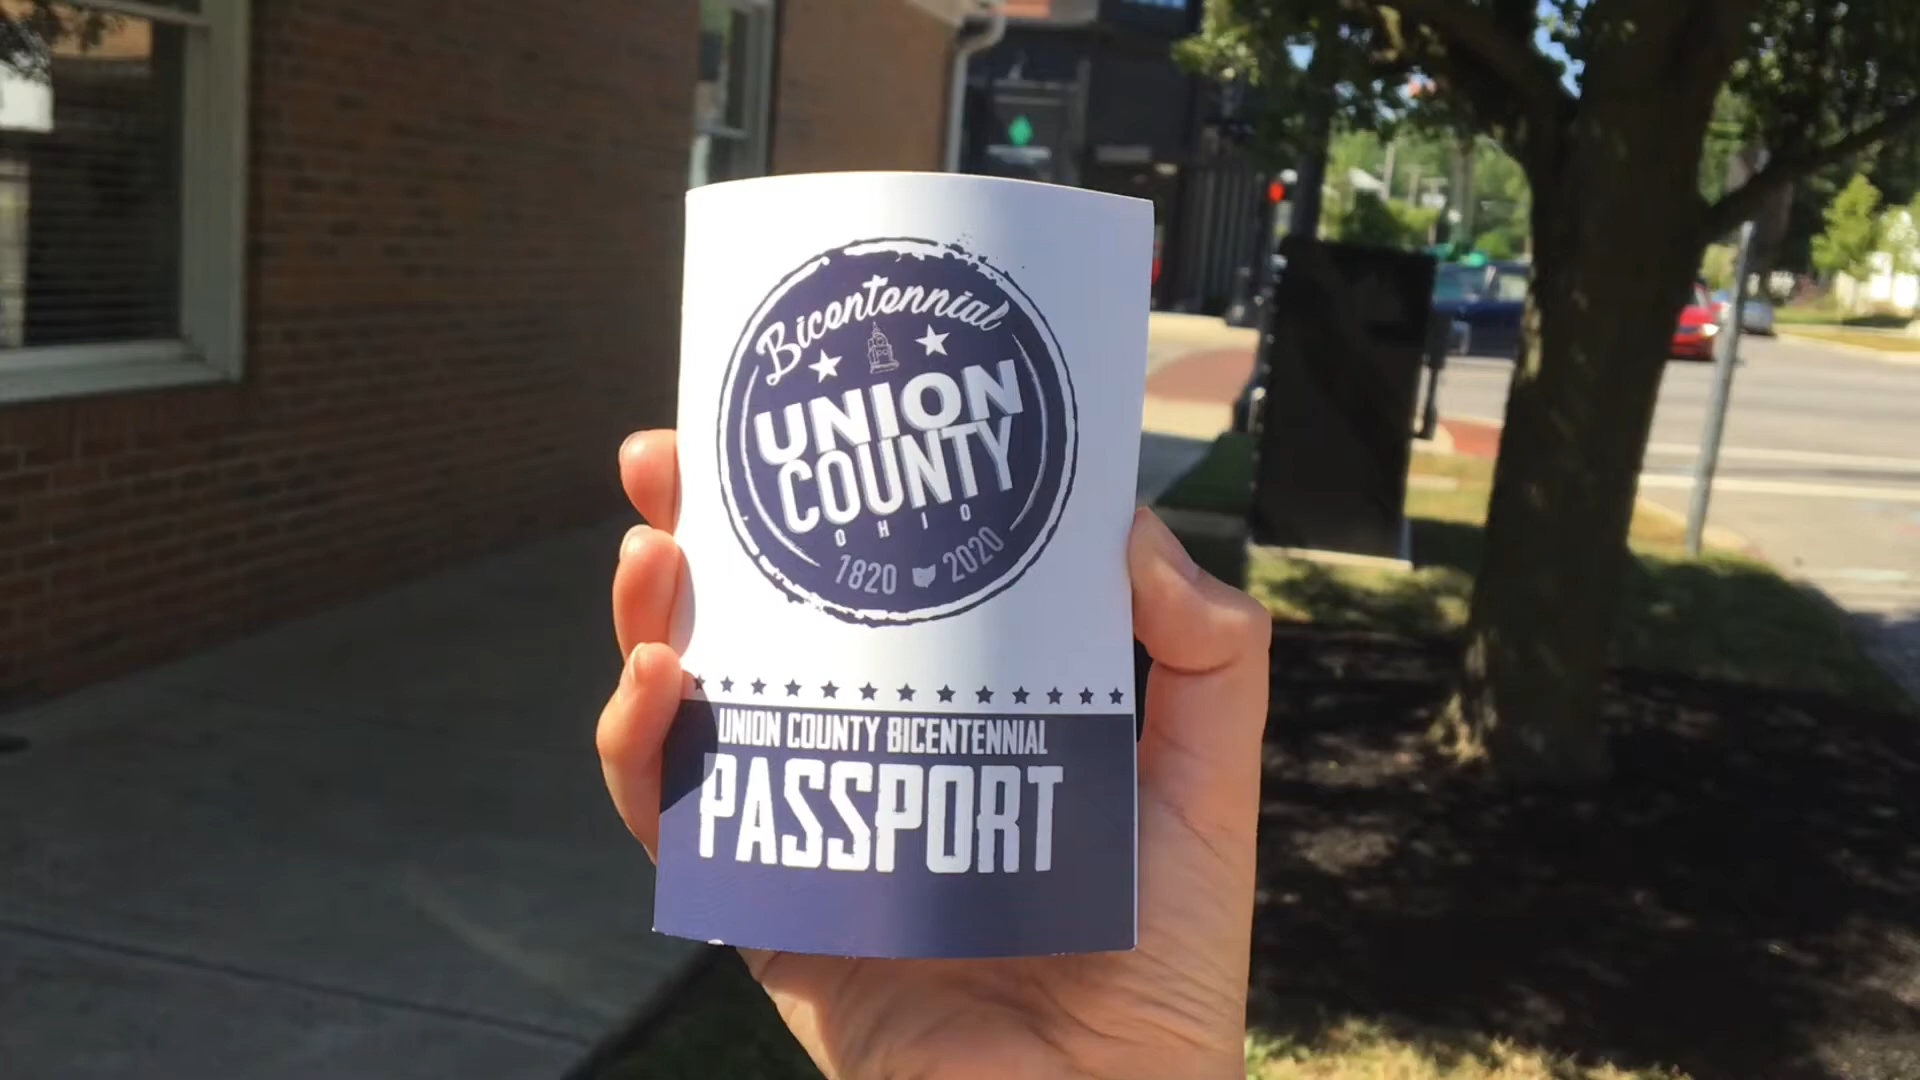 Bicentennial
UNION
COUNTY
OHIO
1820 2020
UNION COUNTY BICENTENNIAL
PASSPORT